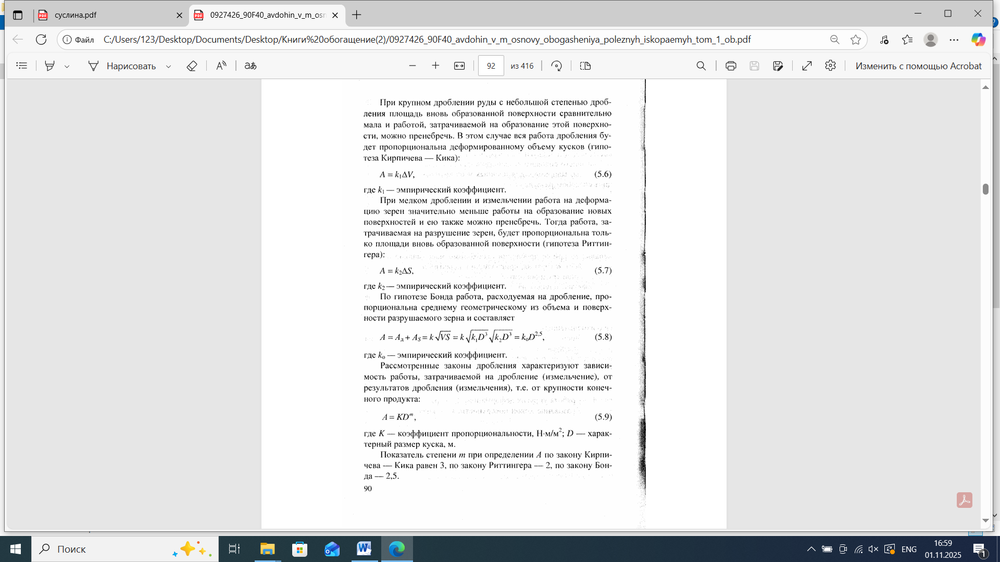 суслина.pdf
0927426_90F40_avdohin_v_m_osn
Файл C:/Users/123/Desktop/Documents/Desktop/Книги%20обогащение(2)/0927426_90F40_avdohin_v_m_osnovy_obogasheniya_poleznyh_iskopaemyh_tom_1_ob.pdf
Нарисовать
aあ
92 из 416
Изменить с помощью Acrobat
При крупном дроблении руды с небольшой степенью дроб-
ления площадь вновь образованной поверхности сравнительно
мала и работой, затрачиваемой на образование этой поверхно-
сти, можно пренебречь. В этом случае вся работа дробления бу-
дет пропорциональна деформированному объему кусков (гипо-
теза Кирпичева — Кика):
A = k₁ΔV, (5.6)
где k₁ — эмпирический коэффициент.
При мелком дроблении и измельчении работа на деформа-
цию зерен значительно меньше работы на образование новых
поверхностей и ею также можно пренебречь. Тогда работа, за-
трачиваемая на разрушение зерен, будет пропорциональна толь-
ко площади вновь образованной поверхности (гипотеза Риттин-
гера):
A = k₂ΔS, (5.7)
где k₂ — эмпирический коэффициент.
По гипотезе Бонда работа, расходуемая на дробление, про-
порциональна среднему геометрическому из объема и поверх-
ности разрушаемого зерна и составляет
A = Aд + AS = k√VS = k√k₁D³ √k₂D³ = kоD²,⁵, (5.8)
где kо — эмпирический коэффициент.
Рассмотренные законы дробления характеризуют зависи-
мость работы, затрачиваемой на дробление (измельчение), от
результатов дробления (измельчения), т.е. от крупности конеч-
ного продукта:
A = KDᵐ, (5.9)
где K — коэффициент пропорциональности, Н·м/м²; D — харак-
терный размер куска, м.
Показатель степени m при определении A по закону Кирпи-
чева — Кика равен 3, по закону Риттингера — 2, по закону Бон-
да — 2,5.
90
Поиск
ENG
16:59
01.11.2025
1